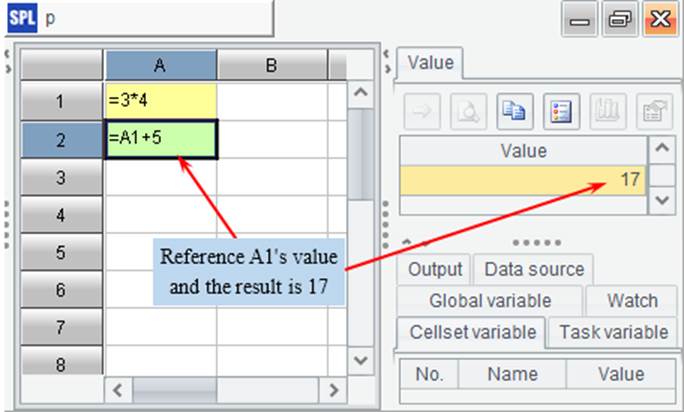 SPL p
A B
Value
1 =3*4
2 =A1+5
Value
17
3
4
5
6
7
8
Reference A1's value
and the result is 17
Output Data source
Global variable Watch
Cellset variable Task variable
No. Name Value